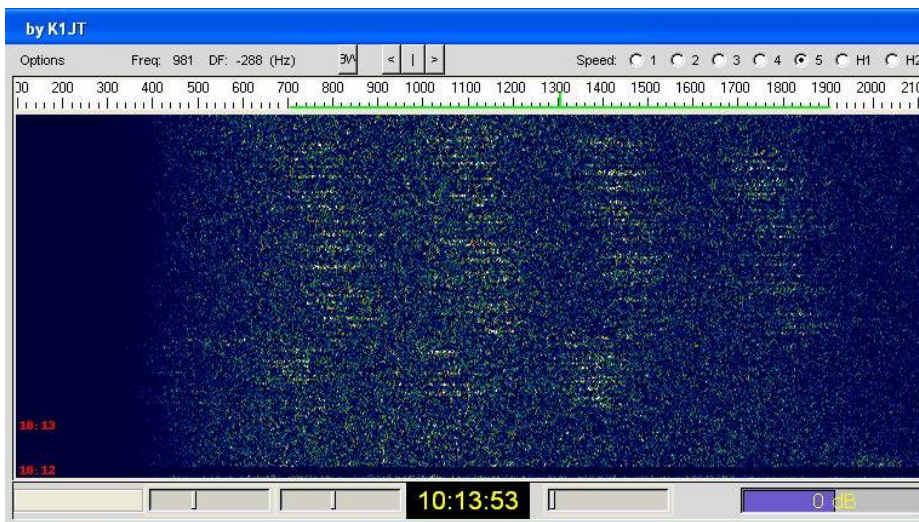 by K1JT
Options Freq: 981 DF: -288 (Hz) < | > Speed: 1 2 3 4 5 H1 H2
200 300 400 500 600 700 800 900 1000 1100 1200 1300 1400 1500 1600 1700 1800 1900 2000
10:13
10:12
10:13:53 0 dB